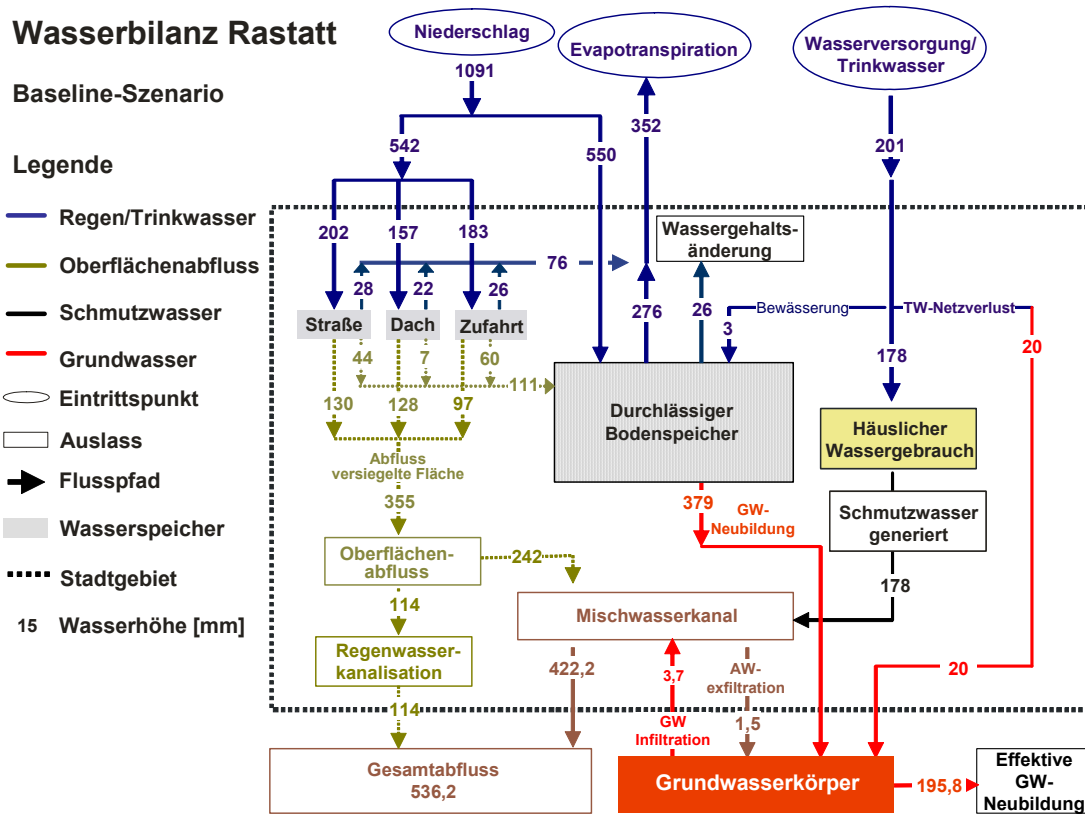 Wasserbilanz Rastatt
Baseline-Szenario
Legende
Regen/Trinkwasser
Oberflächenabfluss
Schmutzwasser
Grundwasser
Eintrittspunkt
Auslass
Flusspfad
Wasserspeicher
Stadtgebiet
15 Wasserhöhe [mm]
Niederschlag
Evapotranspiration
Wasserversorgung/
Trinkwasser
1091
352
201
542
550
202
157
183
Wassergehalts-
änderung
76
28
22
26
276
26
Bewässerung
TW-Netzverlust
3
20
Straße
Dach
Zufahrt
44
7
60
178
111
130
128
97
Durchlässiger
Bodenspeicher
Häuslicher
Wassergebrauch
Abfluss
versiegelte Fläche
355
379
GW-
Neubildung
Schmutzwasser
generiert
Oberflächen-
abfluss
242
178
114
Mischwasserkanal
Regenwasser-
kanalisation
422,2
3,7
AW-
exfiltration
20
114
GW
Infiltration
1,5
Gesamtabfluss
536,2
Grundwasserkörper
195,8
Effektive
GW-
Neubildung